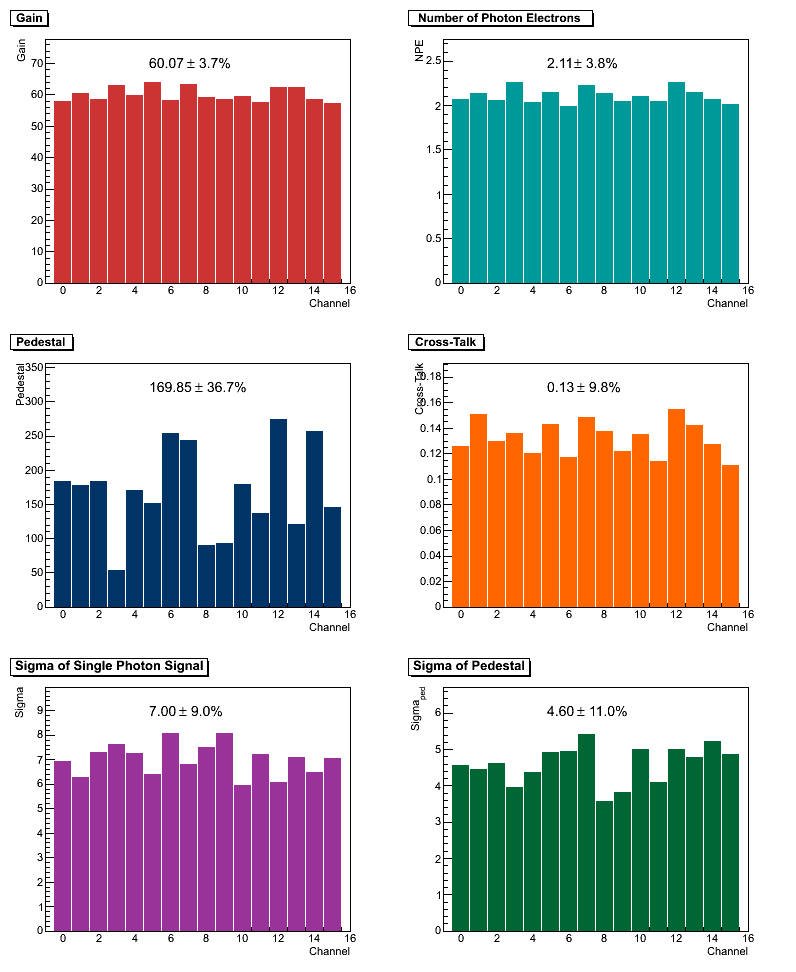 Gain
Gain
60.07 ± 3.7%
70
60
50
40
30
20
10
0
0 2 4 6 8 10 12 14 16
Channel
Number of Photon Electrons
NPE
2.11 ± 3.8%
2.5
2
1.5
1
0.5
0
0 2 4 6 8 10 12 14 16
Channel
Pedestal
Pedestal
169.85 ± 36.7%
350
300
250
200
150
100
50
0
0 2 4 6 8 10 12 14 16
Channel
Cross-Talk
Cross-Talk
0.13 ± 9.8%
0.18
0.16
0.14
0.12
0.1
0.08
0.06
0.04
0.02
0
0 2 4 6 8 10 12 14 16
Channel
Sigma of Single Photon Signal
Sigma
7.00 ± 9.0%
9
8
7
6
5
4
3
2
1
0
0 2 4 6 8 10 12 14 16
Channel
Sigma of Pedestal
Sigma ped
4.60 ± 11.0%
6
5
4
3
2
1
0
0 2 4 6 8 10 12 14 16
Channel